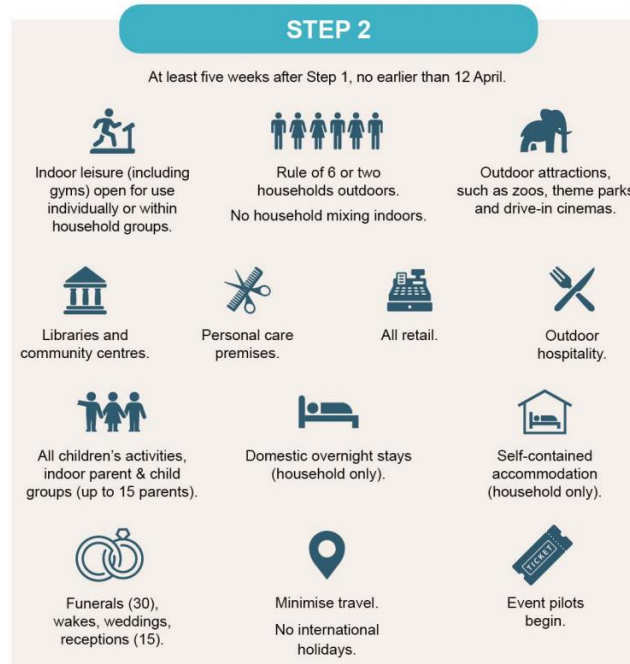 STEP 2
At least five weeks after Step 1, no earlier than 12 April.
Indoor leisure (including
gyms) open for use
individually or within
household groups.
Rule of 6 or two
households outdoors.
No household mixing indoors.
Outdoor attractions,
such as zoos, theme parks
and drive-in cinemas.
Libraries and
community centres.
Personal care
premises.
All retail.
Outdoor
hospitality.
All children's activities,
indoor parent & child
groups (up to 15 parents).
Domestic overnight stays
(household only).
Self-contained
accommodation
(household only).
Funerals (30),
wakes, weddings,
receptions (15).
Minimise travel.
No international
holidays.
TICKET
Event pilots
begin.